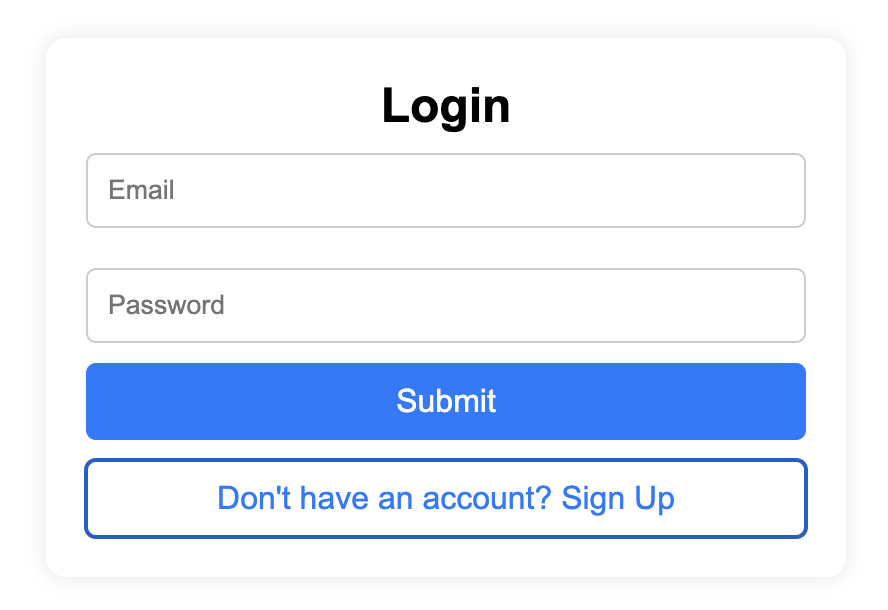 Login
Email
Password
Submit
Don't have an account? Sign Up